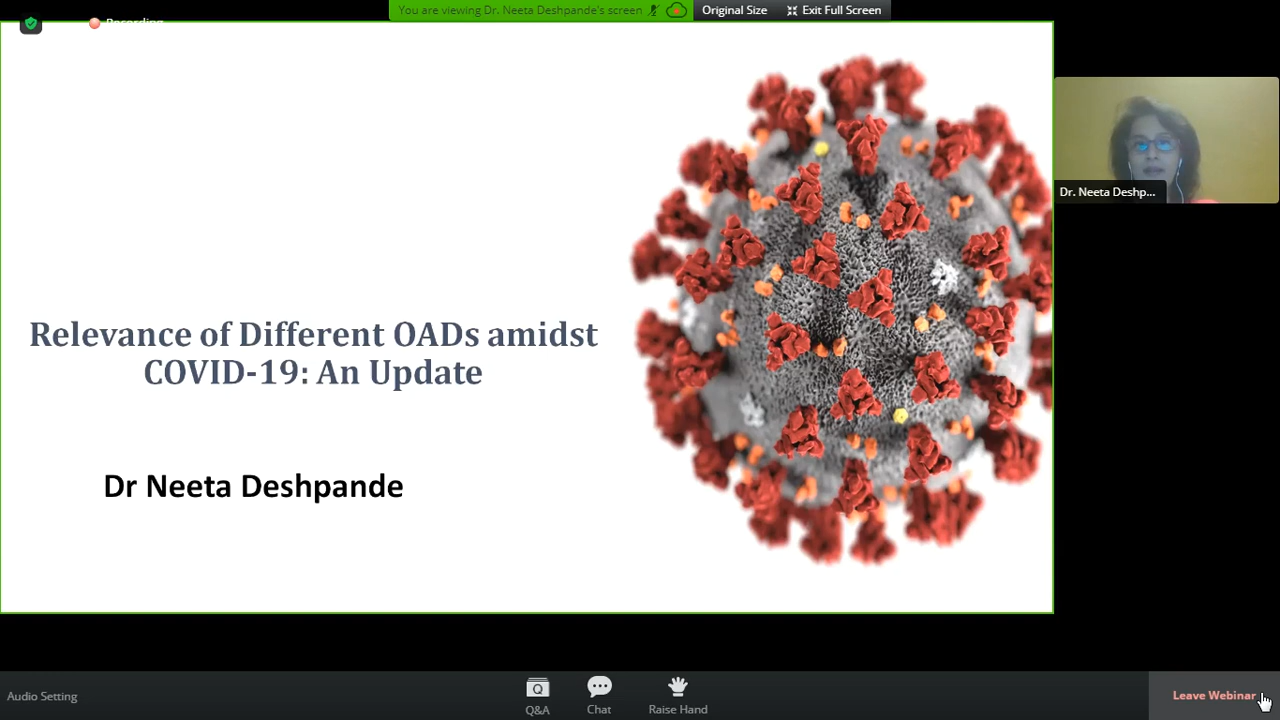 You are viewing Dr. Neeta Deshpande's screen
Original Size
Exit Full Screen
Recording
Dr. Neeta Deshp...
Relevance of Different OADs amidst
COVID-19: An Update
Dr Neeta Deshpande
Audio Setting
Q
Q&A
Chat
Raise Hand
Leave Webinar